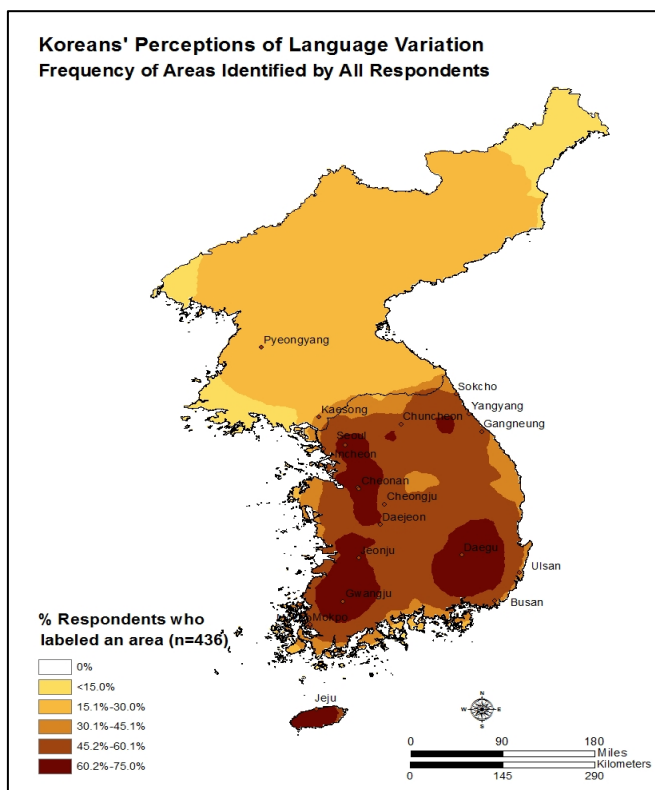 Koreans' Perceptions of Language Variation
Frequency of Areas Identified by All Respondents
Pyeongyang
Sokcho
Kaesong
Yangyang
Chuncheon
Gangneung
Seoul
Incheon
Cheonan
Cheongju
Daejeon
Jeonju
Daegu
Ulsan
Gwangju
Busan
Mokpo
% Respondents who
labeled an area (n=436)
0%
<15.0%
15.1%-30.0%
30.1%-45.1%
45.2%-60.1%
60.2%-75.0%
Jeju
N
W E
S
0 90 180
Miles
Kilometers
0 145 290